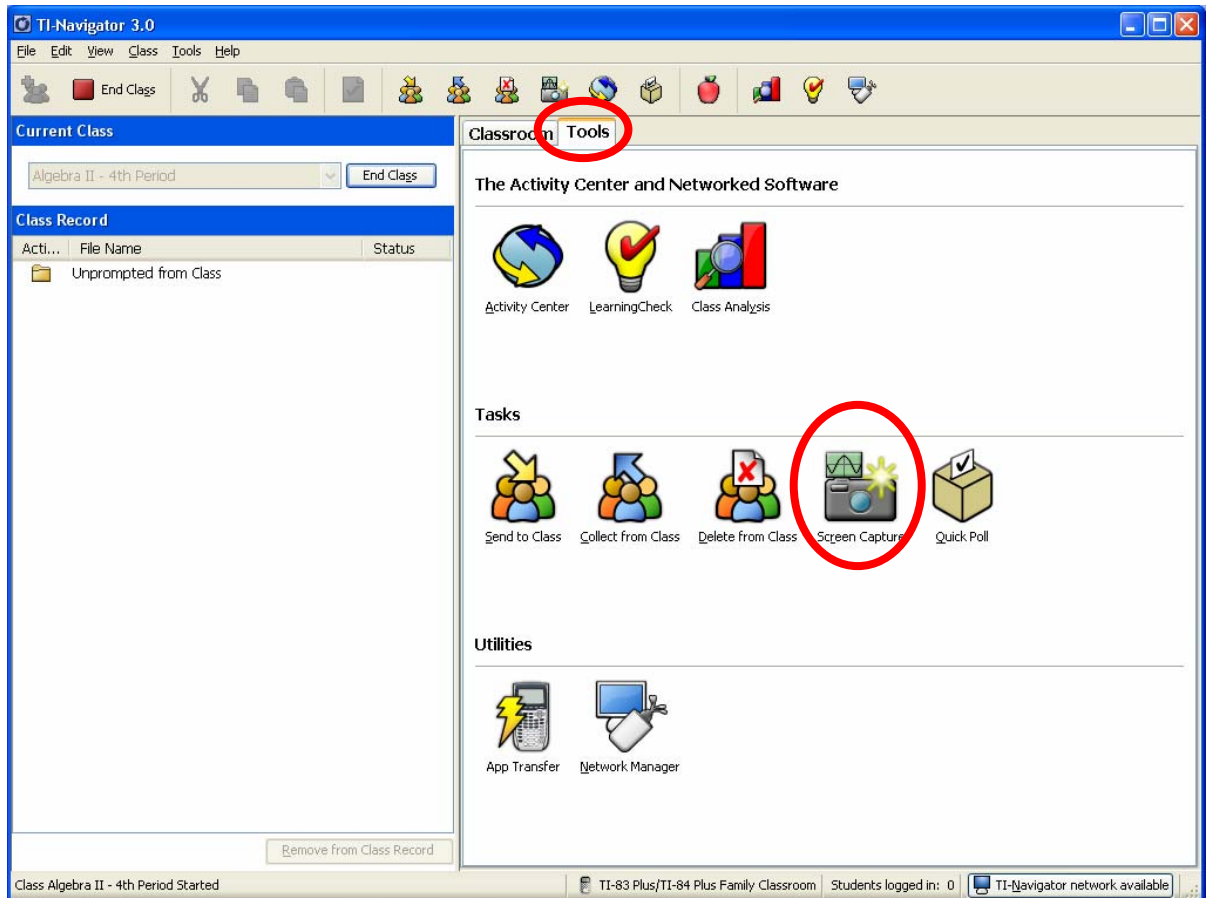 TI-Navigator 3.0
File Edit View Class Tools Help
End Class
Current Class
Algebra II - 4th Period End Class
Class Record
Acti... File Name Status
Unprompted from Class
Remove from Class Record
Classroom Tools
The Activity Center and Networked Software
Activity Center LearningCheck Class Analysis
Tasks
Send to Class Collect from Class Delete from Class Screen Capture Quick Poll
Utilities
App Transfer Network Manager
Class Algebra II - 4th Period Started TI-83 Plus/TI-84 Plus Family Classroom Students logged in: 0 TI-Navigator network available